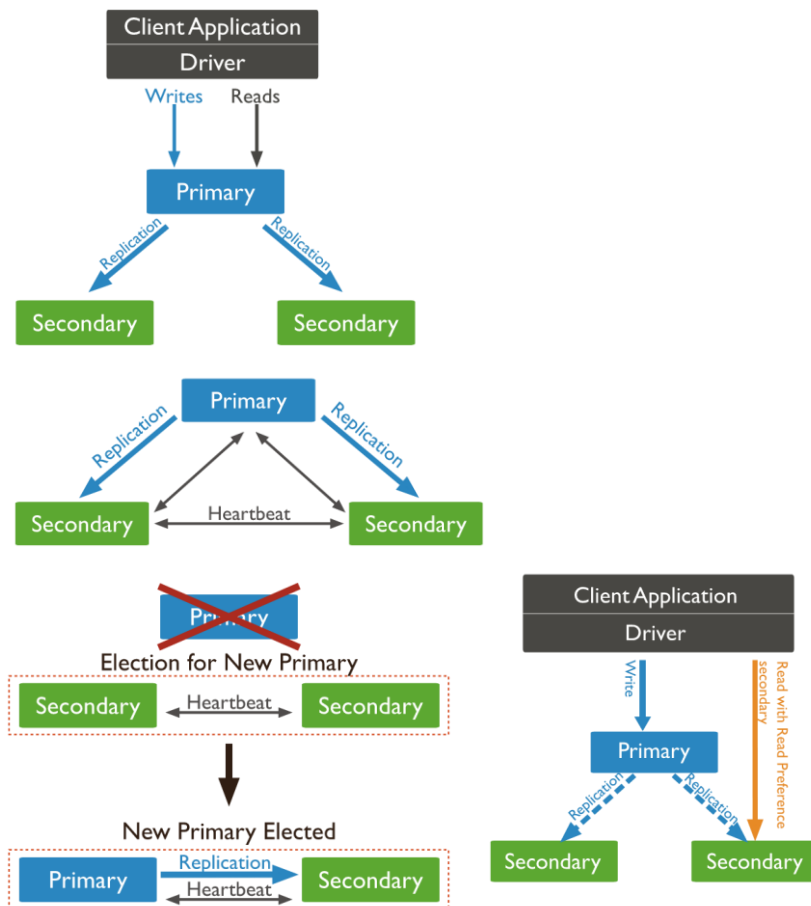 Client Application
Driver
Writes
Reads
Primary
Replication
Replication
Secondary
Secondary
Primary
Replication
Replication
Secondary
Heartbeat
Secondary
Primary
Election for New Primary
Secondary
Heartbeat
Secondary
New Primary Elected
Primary
Replication
Heartbeat
Secondary
Client Application
Driver
Write
Read with Read Preference
secondary
Primary
Replication
Replication
Secondary
Secondary